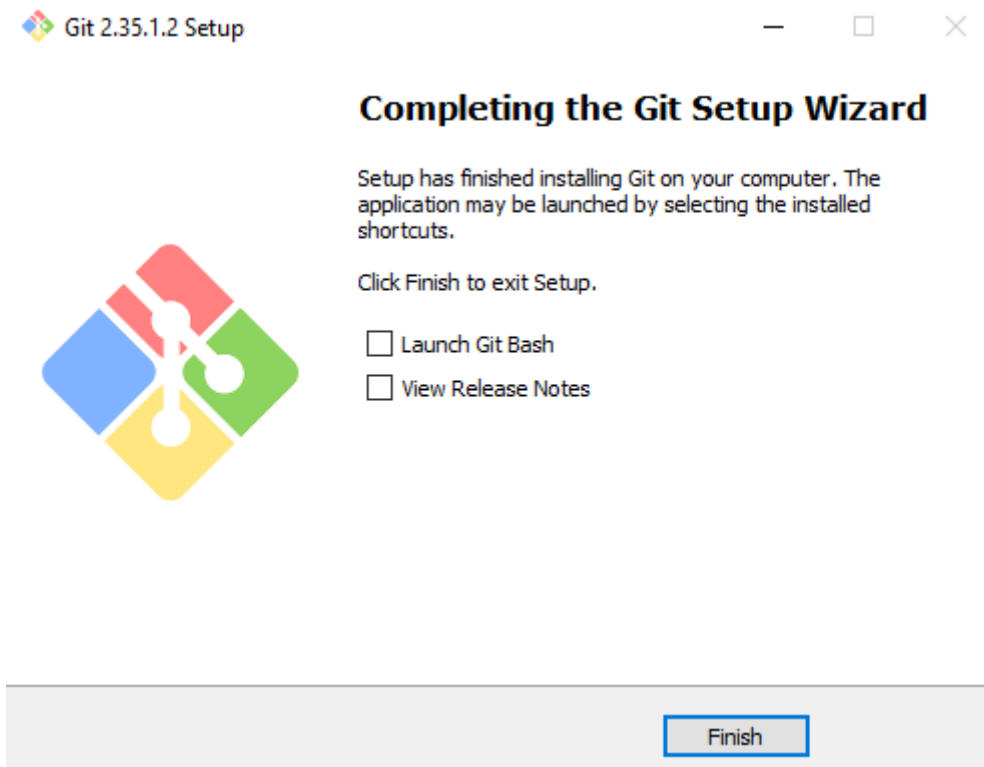 Git 2.35.1.2 Setup
Completing the Git Setup Wizard
Setup has finished installing Git on your computer. The
application may be launched by selecting the installed
shortcuts.
Click Finish to exit Setup.
Launch Git Bash
View Release Notes
Finish